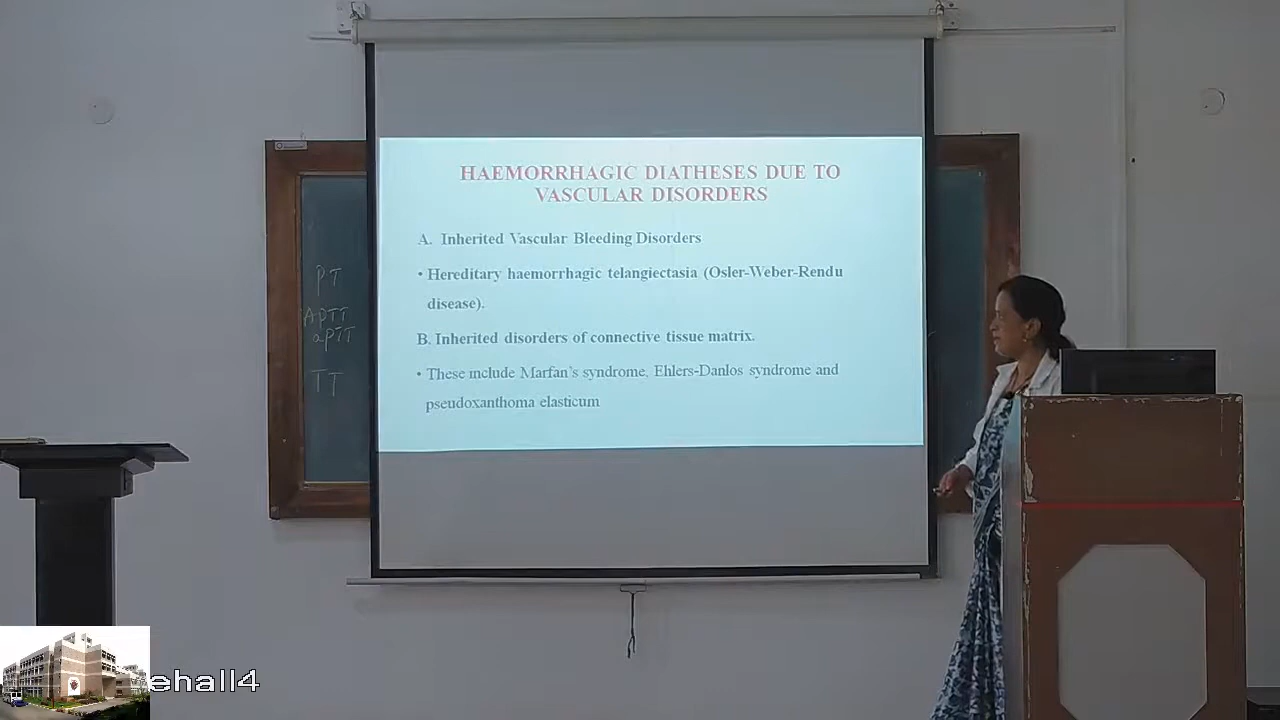 HAEMORRHAGIC DIATHESES DUE TO
VASCULAR DISORDERS
A. Inherited Vascular Bleeding Disorders
• Hereditary haemorrhagic telangiectasia (Osler-Weber-Rendu
disease).
B. Inherited disorders of connective tissue matrix.
• These include Marfan's syndrome, Ehlers-Danlos syndrome and
pseudoxanthoma elasticum
PT
APTT
aPTT
TT
ehall4